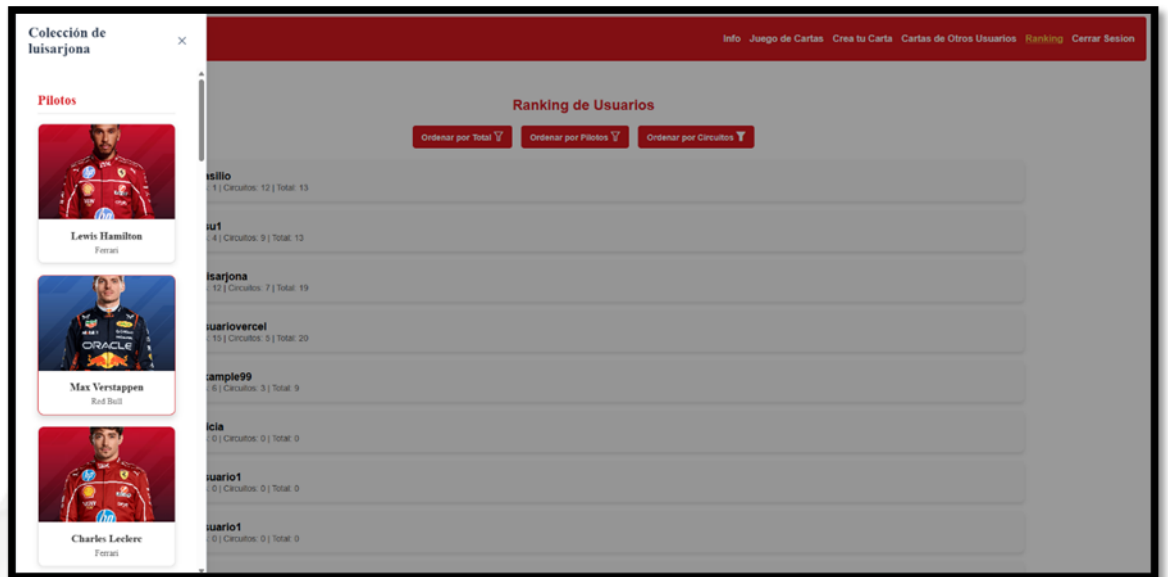 Colección de
luisarjona
×
Info Juego de Cartas Crea tu Carta Cartas de Otros Usuarios Ranking Cerrar Sesion
Pilotos
Ranking de Usuarios
Ordenar por Total
Ordenar por Pilotos
Ordenar por Circuitos
hp
Lewis Hamilton
Ferrari
ORACLE
Max Verstappen
Red Bull
hp
Charles Leclerc
Ferrari
asilio
: 1 | Circuitos: 12 | Total: 13
su1
: 4 | Circuitos: 9 | Total: 13
isarjona
: 12 | Circuitos: 7 | Total: 19
suariovercel
: 15 | Circuitos: 5 | Total: 20
xample99
: 6 | Circuitos: 3 | Total: 9
icia
: 0 | Circuitos: 0 | Total: 0
suario1
: 0 | Circuitos: 0 | Total: 0
suario1
: 0 | Circuitos: 0 | Total: 0